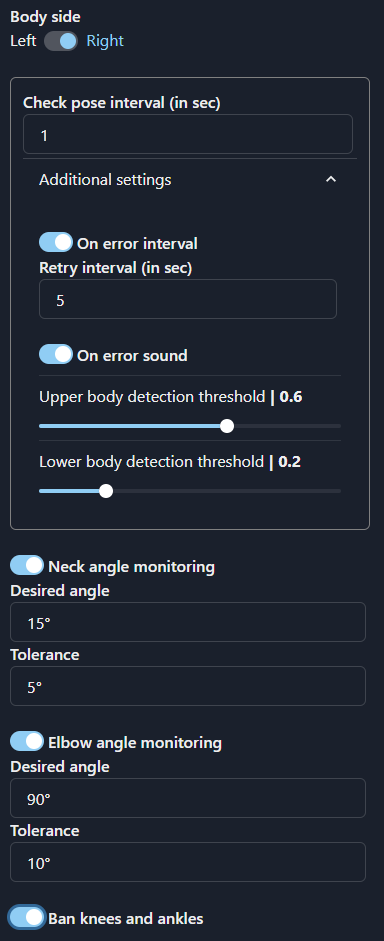 Body side
Left Right
Check pose interval (in sec)
1
Additional settings
On error interval
Retry interval (in sec)
5
On error sound
Upper body detection threshold | 0.6
Lower body detection threshold | 0.2
Neck angle monitoring
Desired angle
15°
Tolerance
5°
Elbow angle monitoring
Desired angle
90°
Tolerance
10°
Ban knees and ankles